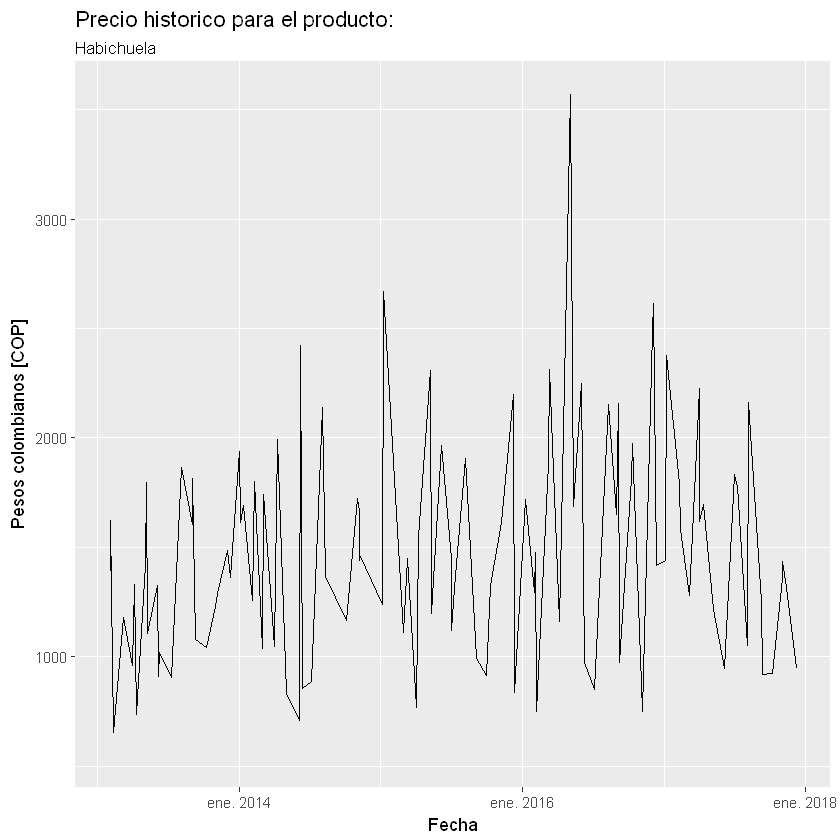 Precio historico para el producto:
Habichuela
Pesos colombianos [COP]
3000
2000
1000
ene. 2014
ene. 2016
ene. 2018
Fecha